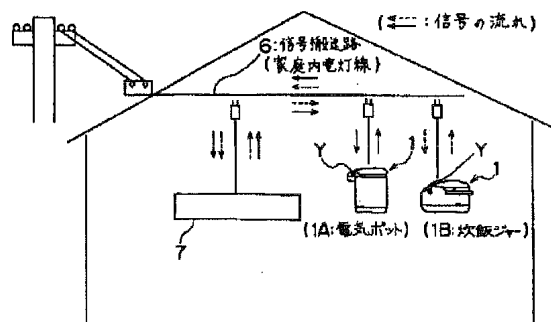 (⇐:信号の流れ)
6:信号搬送路
(家庭内電灯線)
Y
1
Y
1
7
(1A:電気ポット)
(1B:炊飯ジャー)